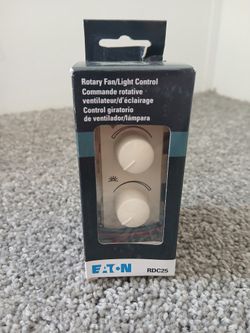 Rotary Fan/Light Control
Commande rotative
ventilateur/d'éclairage
Control giratorio
de ventilador/lámpara
EATON
RDC25